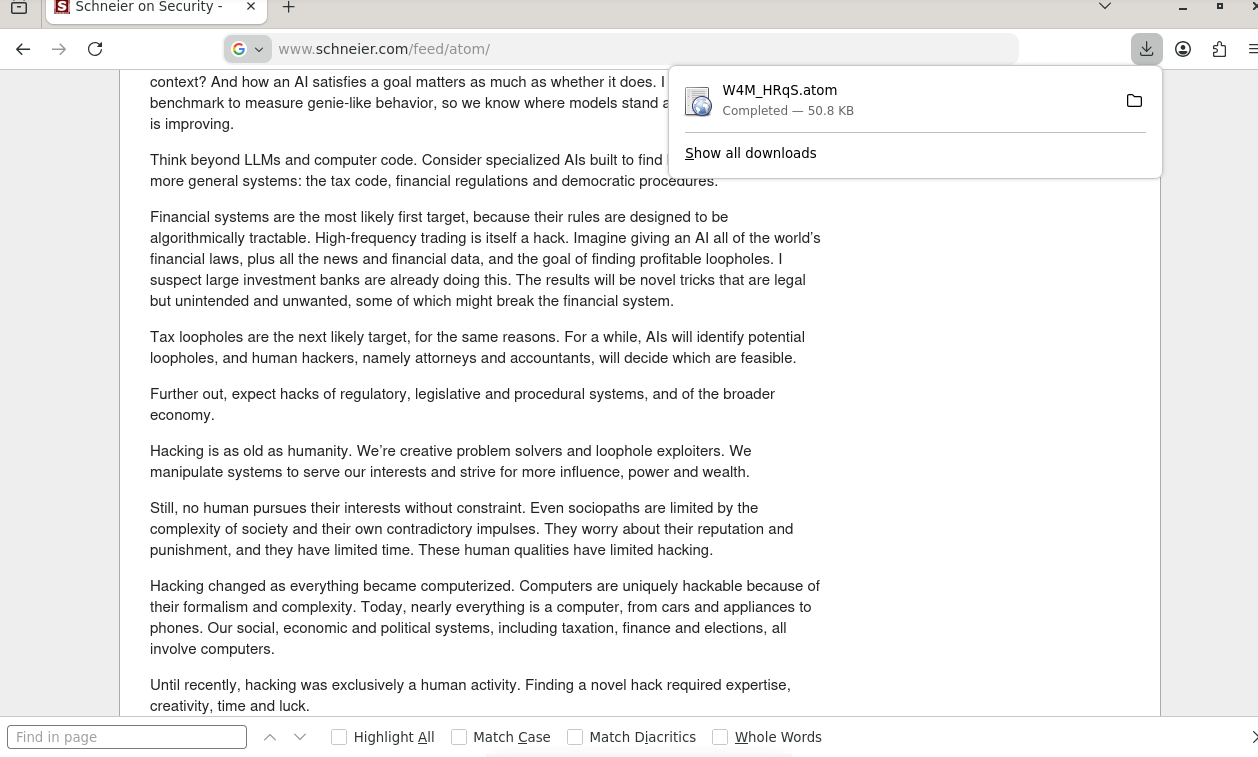 Schneier on Security -
www.schneier.com/feed/atom/
W4M_HRqS.atom
Completed — 50.8 KB
Show all downloads
context? And how an AI satisfies a goal matters as much as whether it does. I
benchmark to measure genie-like behavior, so we know where models stand
is improving.
Think beyond LLMs and computer code. Consider specialized AIs built to find
more general systems: the tax code, financial regulations and democratic procedures.
Financial systems are the most likely first target, because their rules are designed to be
algorithmically tractable. High-frequency trading is itself a hack. Imagine giving an AI all of the world’s
financial laws, plus all the news and financial data, and the goal of finding profitable loopholes. I
suspect large investment banks are already doing this. The results will be novel tricks that are legal
but unintended and unwanted, some of which might break the financial system.
Tax loopholes are the next likely target, for the same reasons. For a while, AIs will identify potential
loopholes, and human hackers, namely attorneys and accountants, will decide which are feasible.
Further out, expect hacks of regulatory, legislative and procedural systems, and of the broader
economy.
Hacking is as old as humanity. We’re creative problem solvers and loophole exploiters. We
manipulate systems to serve our interests and strive for more influence, power and wealth.
Still, no human pursues their interests without constraint. Even sociopaths are limited by the
complexity of society and their own contradictory impulses. They worry about their reputation and
punishment, and they have limited time. These human qualities have limited hacking.
Hacking changed as everything became computerized. Computers are uniquely hackable because of
their formalism and complexity. Today, nearly everything is a computer, from cars and appliances to
phones. Our social, economic and political systems, including taxation, finance and elections, all
involve computers.
Until recently, hacking was exclusively a human activity. Finding a novel hack required expertise,
creativity, time and luck.
Find in page
Highlight All
Match Case
Match Diacritics
Whole Words